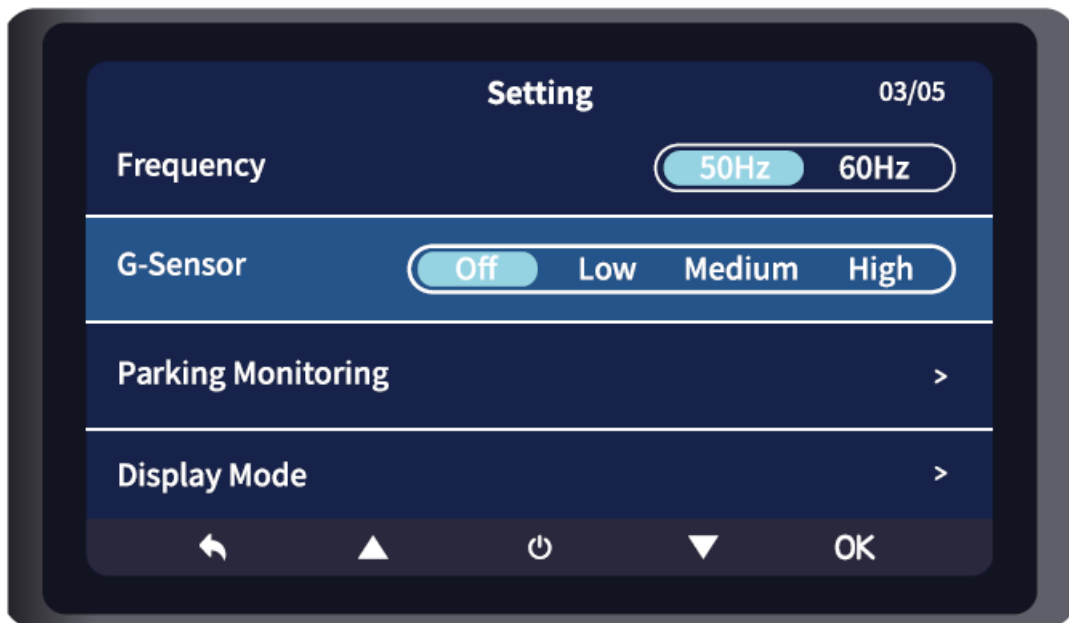 Setting 03/05
Frequency 50Hz 60Hz
G-Sensor Off Low Medium High
Parking Monitoring >
Display Mode >
OK